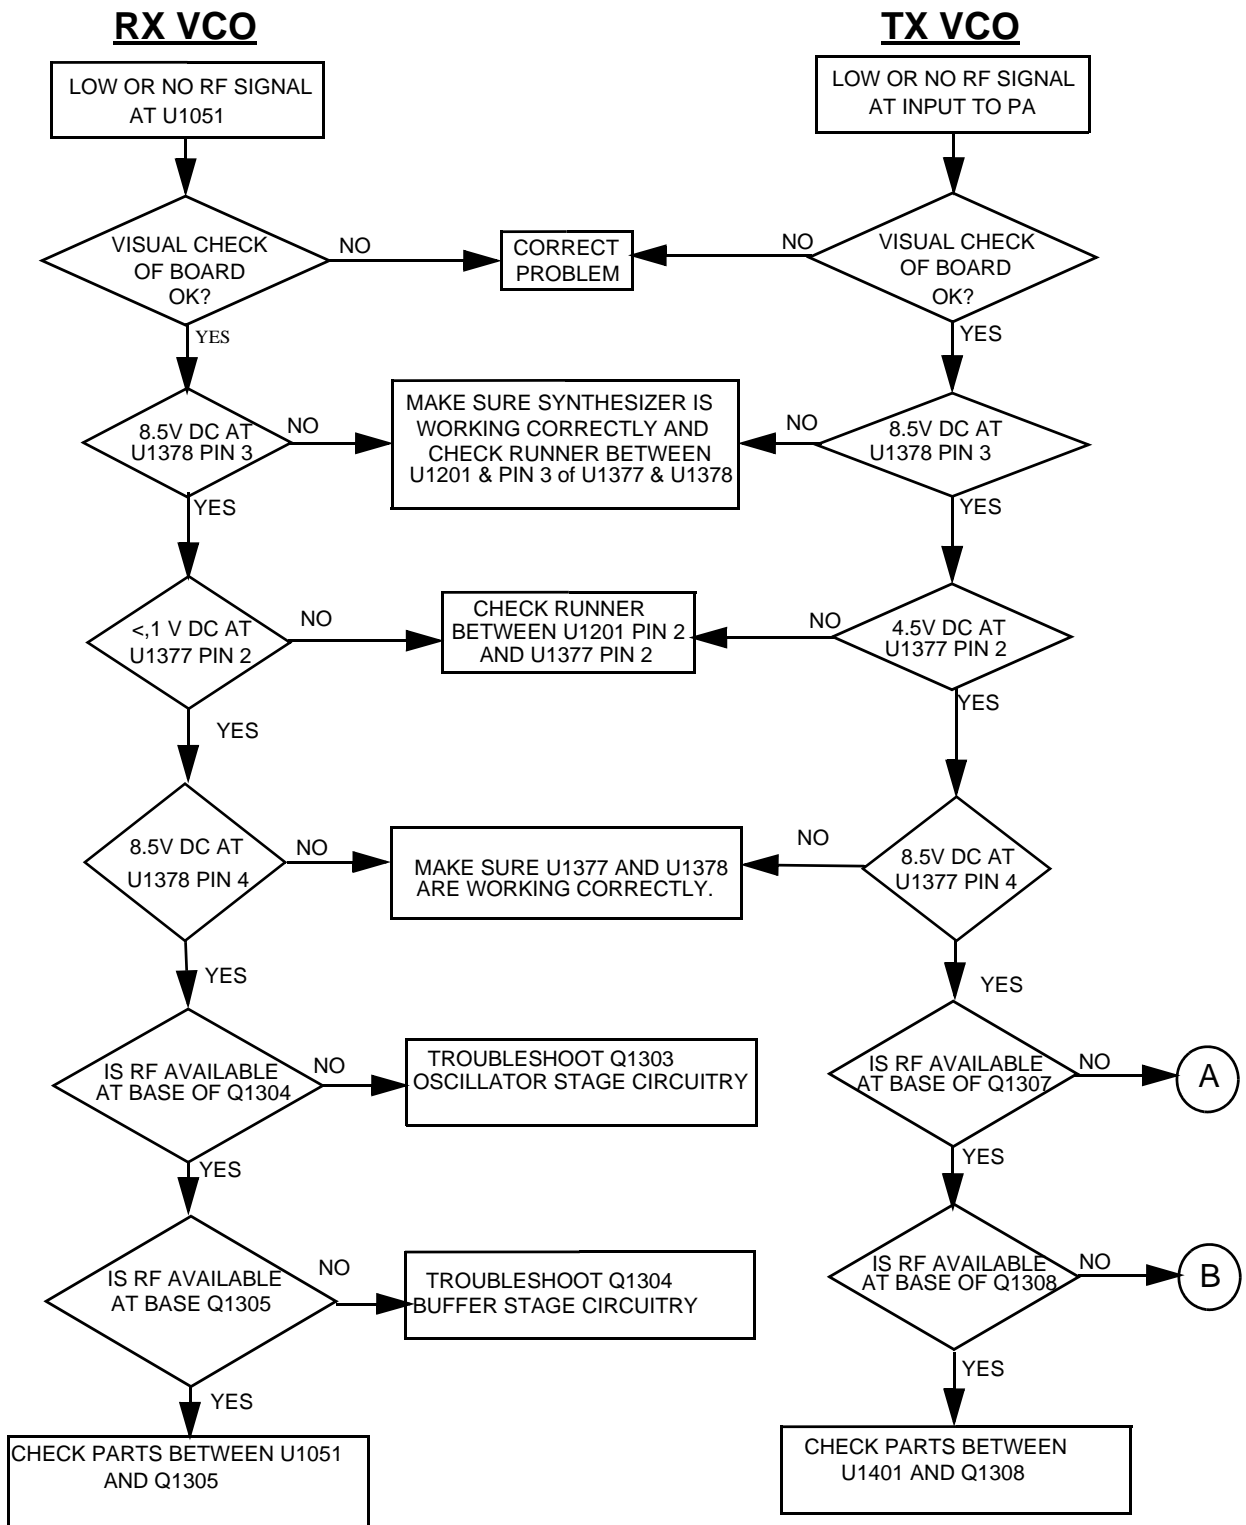 RX VCO
LOW OR NO RF SIGNAL
AT U1051
VISUAL CHECK
OF BOARD
OK?
NO
YES
8.5V DC AT
U1378 PIN 3
NO
YES
<,1 V DC AT
U1377 PIN 2
NO
YES
8.5V DC AT
U1378 PIN 4
NO
YES
IS RF AVAILABLE
AT BASE OF Q1304
NO
YES
IS RF AVAILABLE
AT BASE Q1305
NO
YES
CHECK PARTS BETWEEN U1051
AND Q1305
CORRECT
PROBLEM
MAKE SURE SYNTHESIZER IS
WORKING CORRECTLY AND
CHECK RUNNER BETWEEN
U1201 & PIN 3 of U1377 & U1378
CHECK RUNNER
BETWEEN U1201 PIN 2
AND U1377 PIN 2
MAKE SURE U1377 AND U1378
ARE WORKING CORRECTLY.
TROUBLESHOOT Q1303
OSCILLATOR STAGE CIRCUITRY
TROUBLESHOOT Q1304
BUFFER STAGE CIRCUITRY
TX VCO
LOW OR NO RF SIGNAL
AT INPUT TO PA
VISUAL CHECK
OF BOARD
OK?
NO
YES
8.5V DC AT
U1378 PIN 3
NO
YES
4.5V DC AT
U1377 PIN 2
NO
YES
8.5V DC AT
U1377 PIN 4
NO
YES
IS RF AVAILABLE
AT BASE OF Q1307
NO
A
YES
IS RF AVAILABLE
AT BASE OF Q1308
NO
B
YES
CHECK PARTS BETWEEN
U1401 AND Q1308